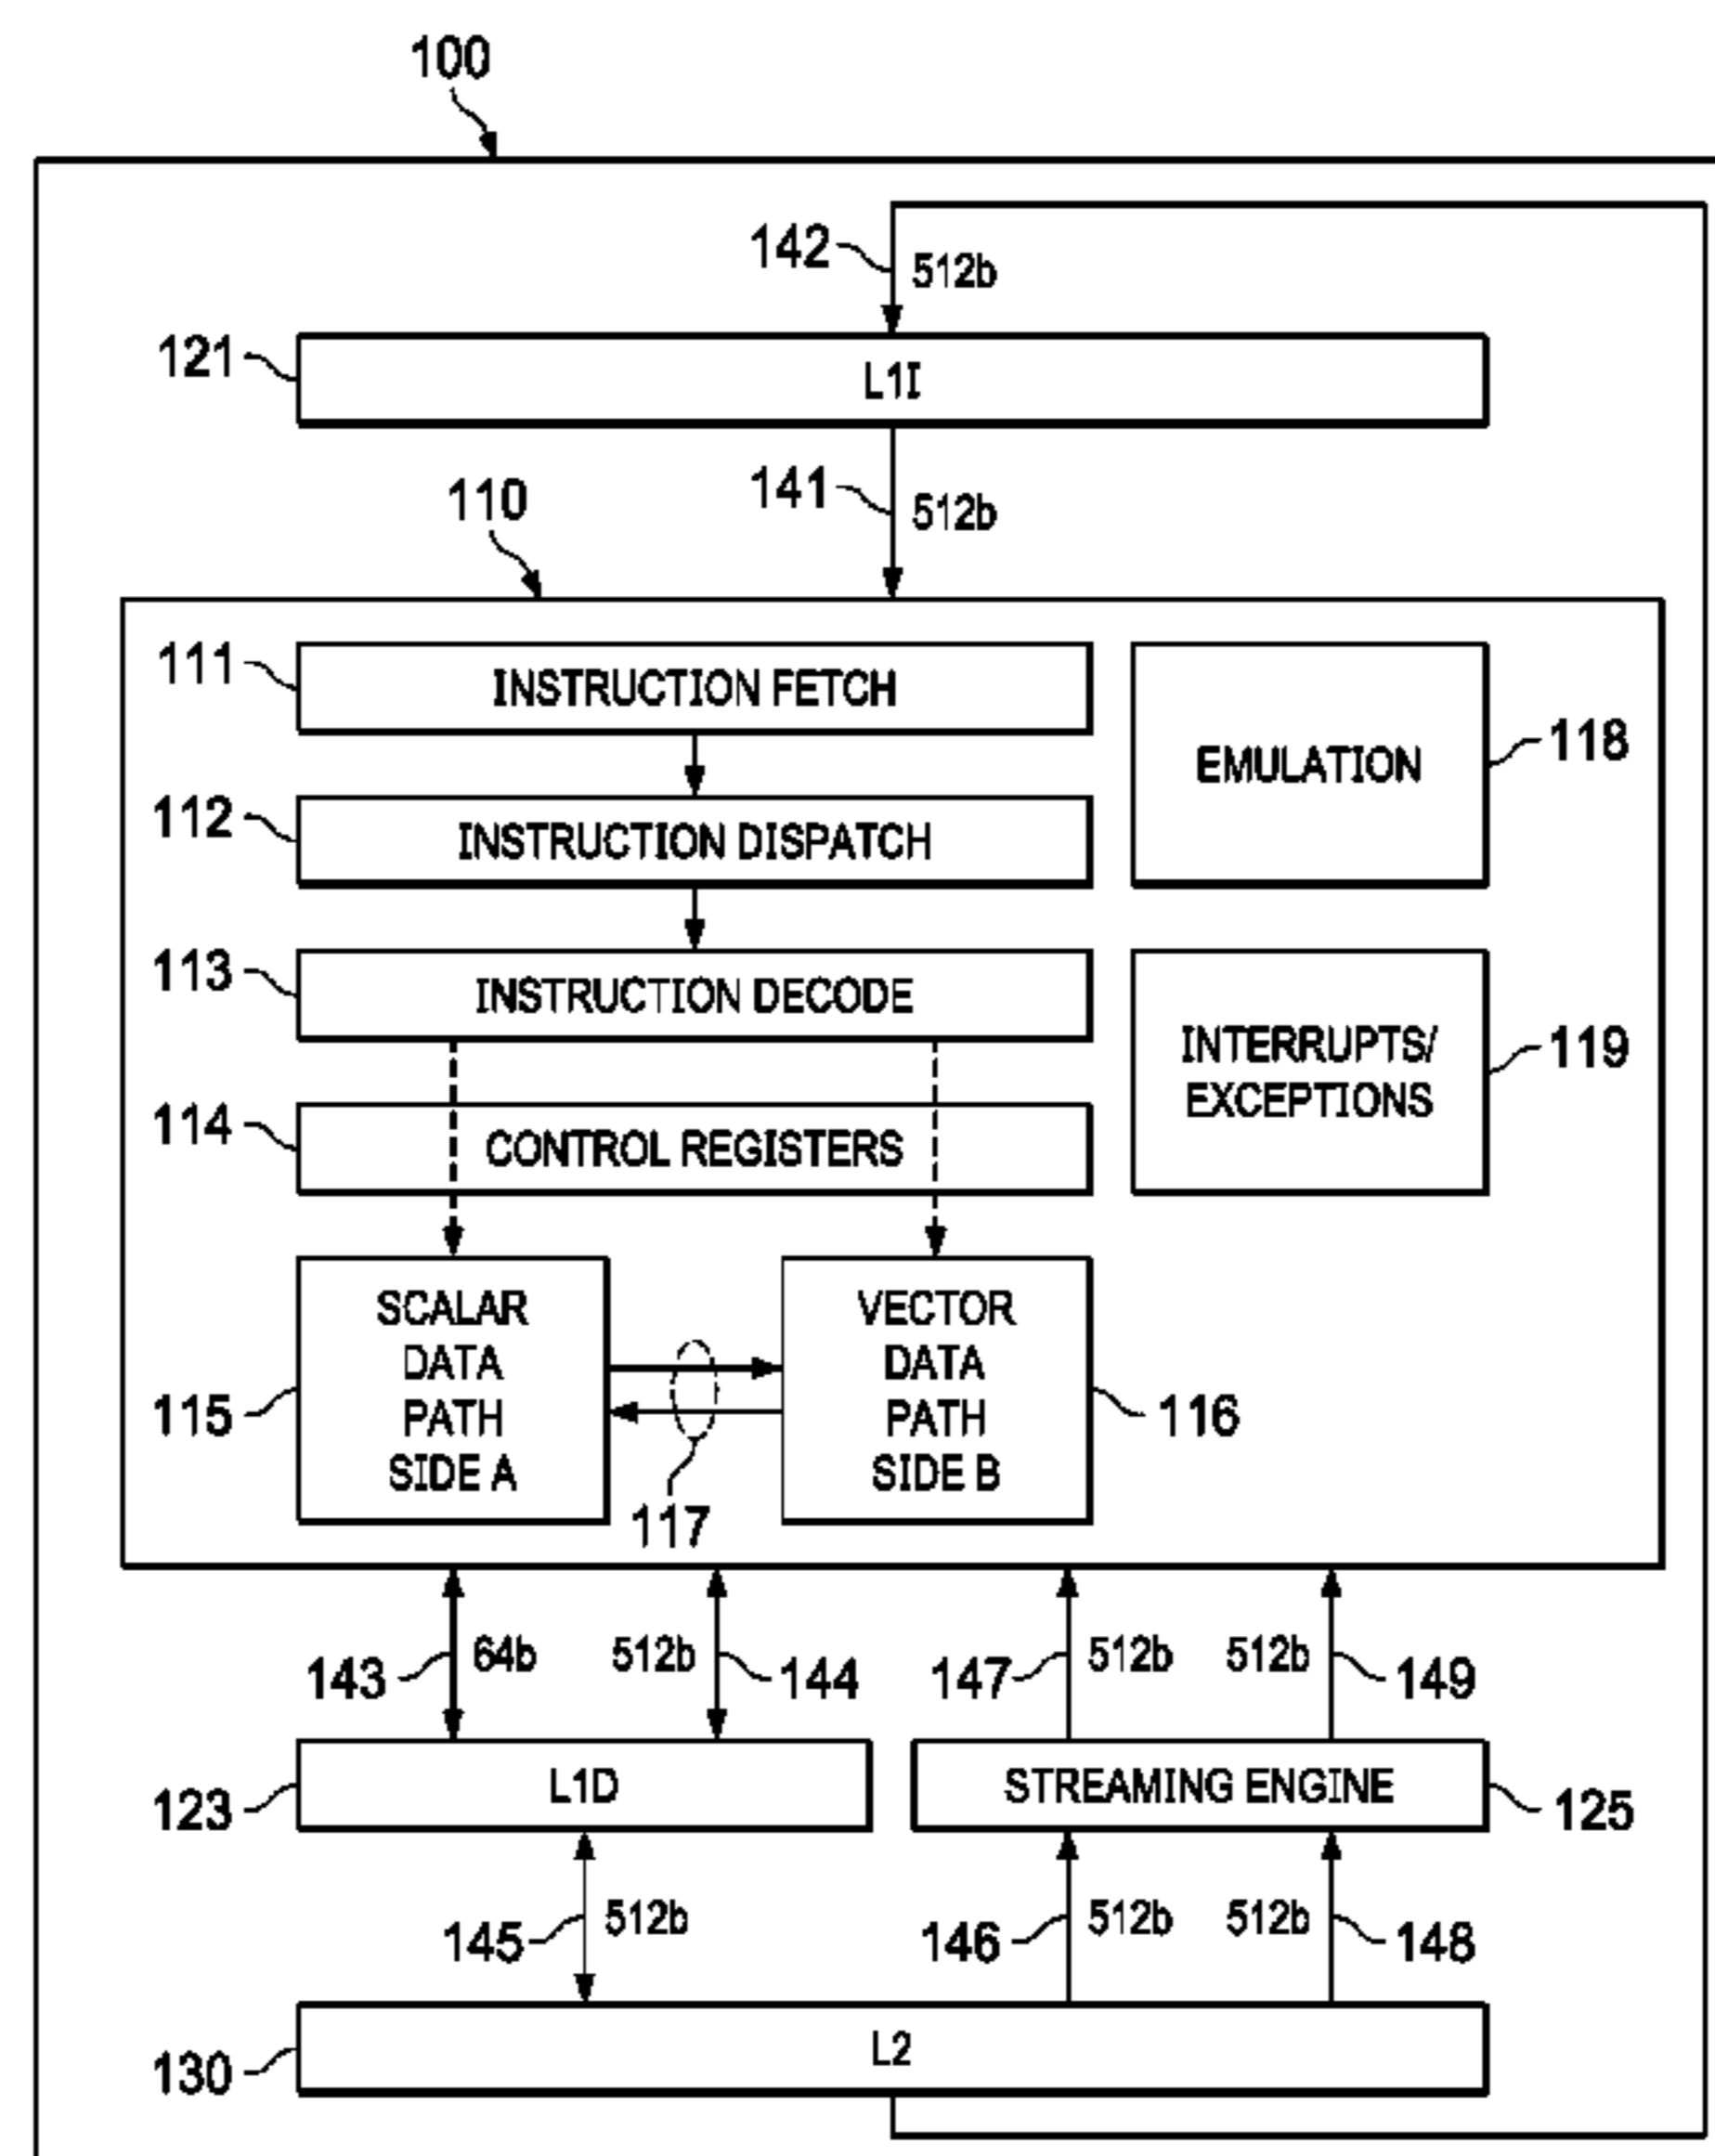 100
142
512b
121
L1I
141
512b
110
111
INSTRUCTION FETCH
EMULATION
118
112
INSTRUCTION DISPATCH
113
INSTRUCTION DECODE
INTERRUPTS/
EXCEPTIONS
119
114
CONTROL REGISTERS
SCALAR
DATA
PATH
SIDE A
115
VECTOR
DATA
PATH
SIDE B
116
117
143
64b
512b
144
147
512b
512b
149
123
L1D
STREAMING ENGINE
125
145
512b
146
512b
512b
148
130
L2